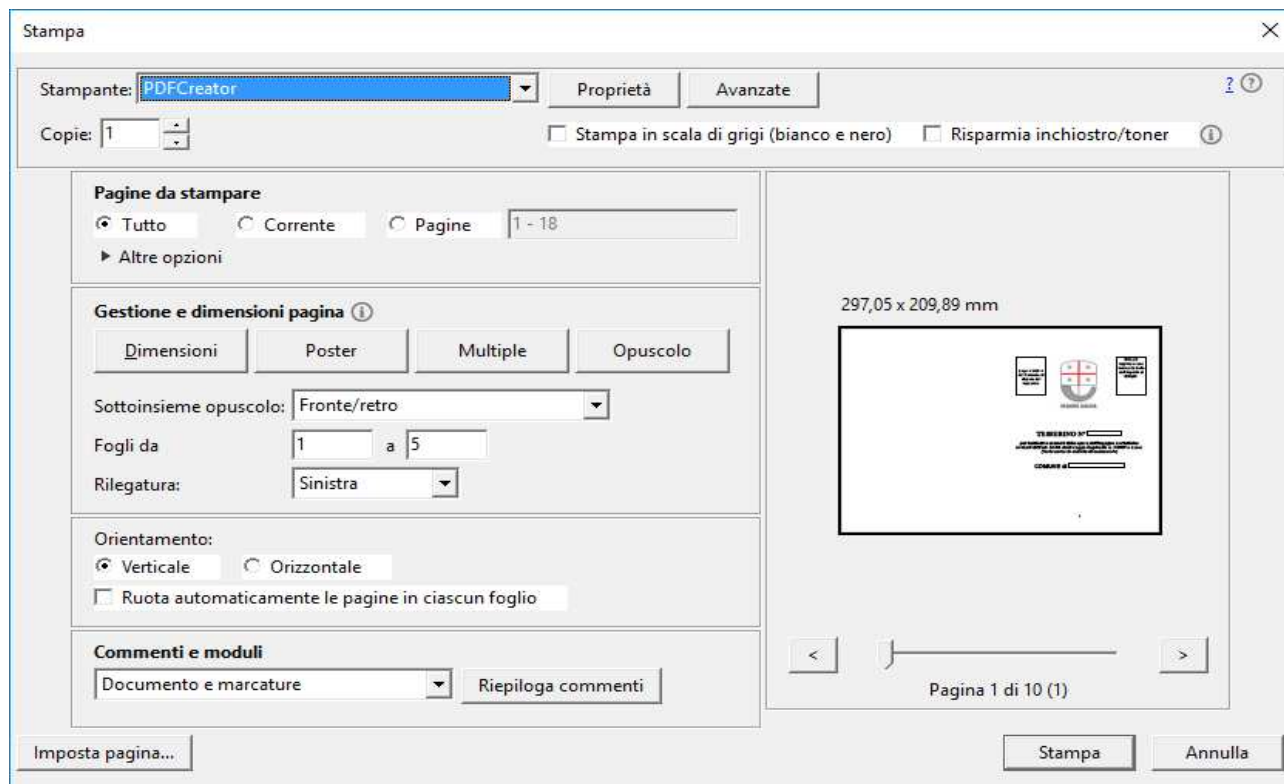 Stampa
Stampante: PDFCreator Proprietà Avanzate ?
Copie: 1 Stampa in scala di grigi (bianco e nero) Risparmia inchiostro/toner
Pagine da stampare
Tutto Corrente Pagine 1 - 18
Altre opzioni
Gestione e dimensioni pagina
Dimensioni Poster Multiple Opuscolo
Sottoinsieme opuscolo: Fronte/retro
Fogli da 1 a 5
Rilegatura: Sinistra
Orientamento:
Verticale Orizzontale
Ruota automaticamente le pagine in ciascun foglio
Commenti e moduli
Documento e marcature Riepiloga commenti
297,05 x 209,89 mm
TESSERINO N°
COMUNE di
< >
Pagina 1 di 10 (1)
Imposta pagina... Stampa Annulla